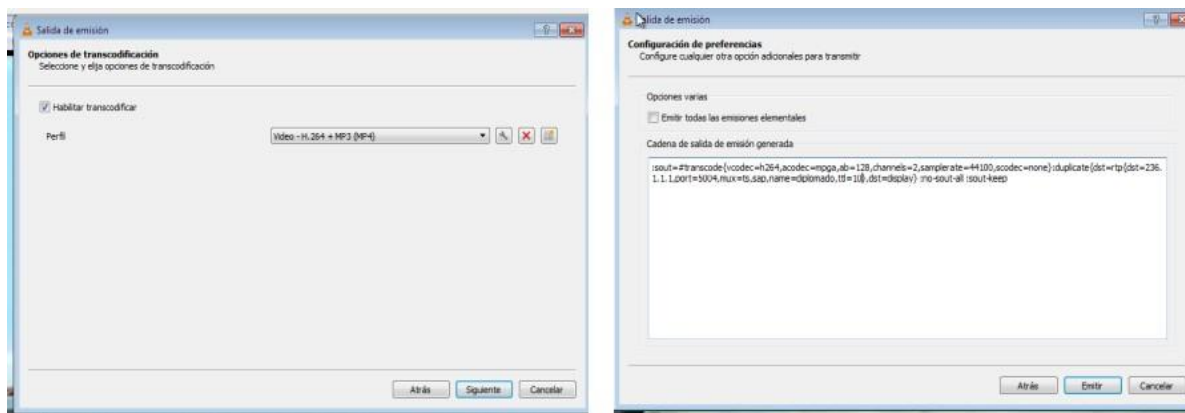 Salida de emisión
Opciones de transcodificación
Seleccione y elija opciones de transcodificación
Habilitar transcodificar
Perfil
Video - H.264 + MP3 (MP4)
Atrás
Siguiente
Cancelar
alida de emisión
Configuración de preferencias
Configure cualquier otra opción adicionales para transmitir
Opciones varias
Emitir todas las emisiones elementales
Cadena de salida de emisión generada
:sout=#transcode{vcodec=h264,acodec=mpga,ab=128,channels=2,samplerate=44100,scodec=none}:duplicate{dst=rtp{dst=236.
1.1.1,port=5004,mux=ts,sap,name=diplomado,ttl=10},dst=display} :no-sout-all :sout-keep
Atrás
Emitir
Cancelar